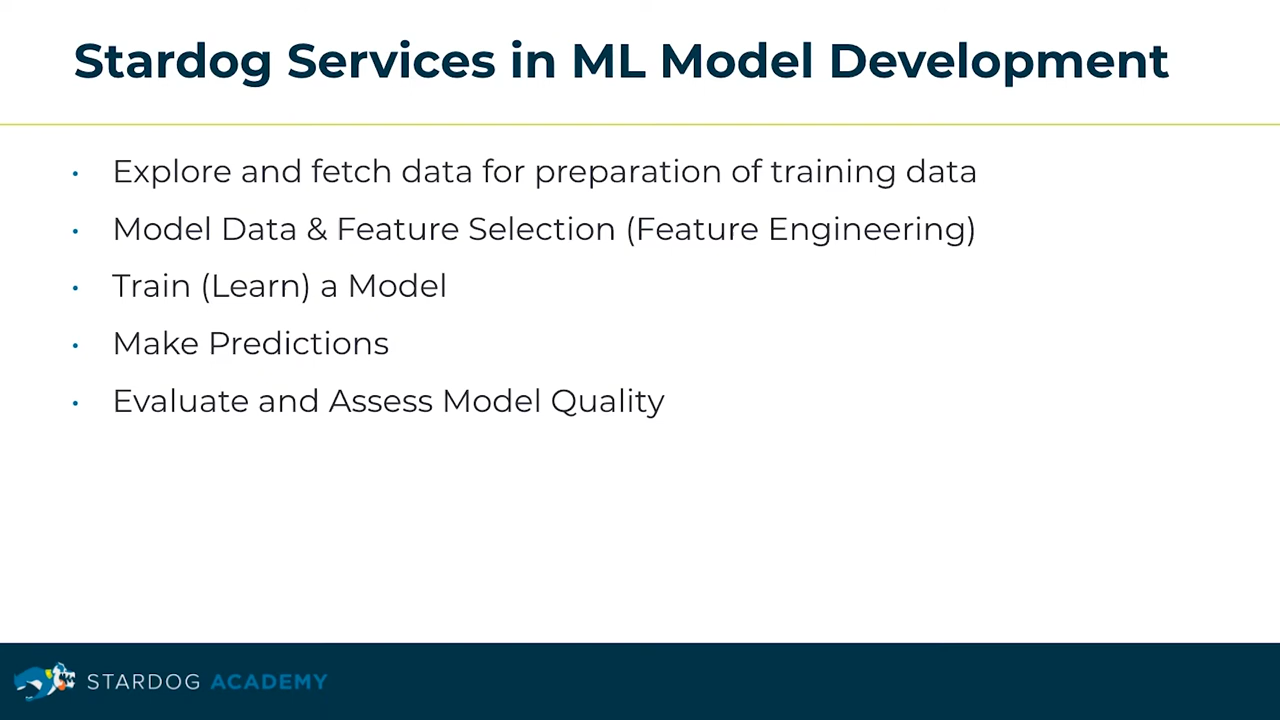 Stardog Services in ML Model Development
• Explore and fetch data for preparation of training data
• Model Data & Feature Selection (Feature Engineering)
• Train (Learn) a Model
• Make Predictions
• Evaluate and Assess Model Quality
STARDOG ACADEMY